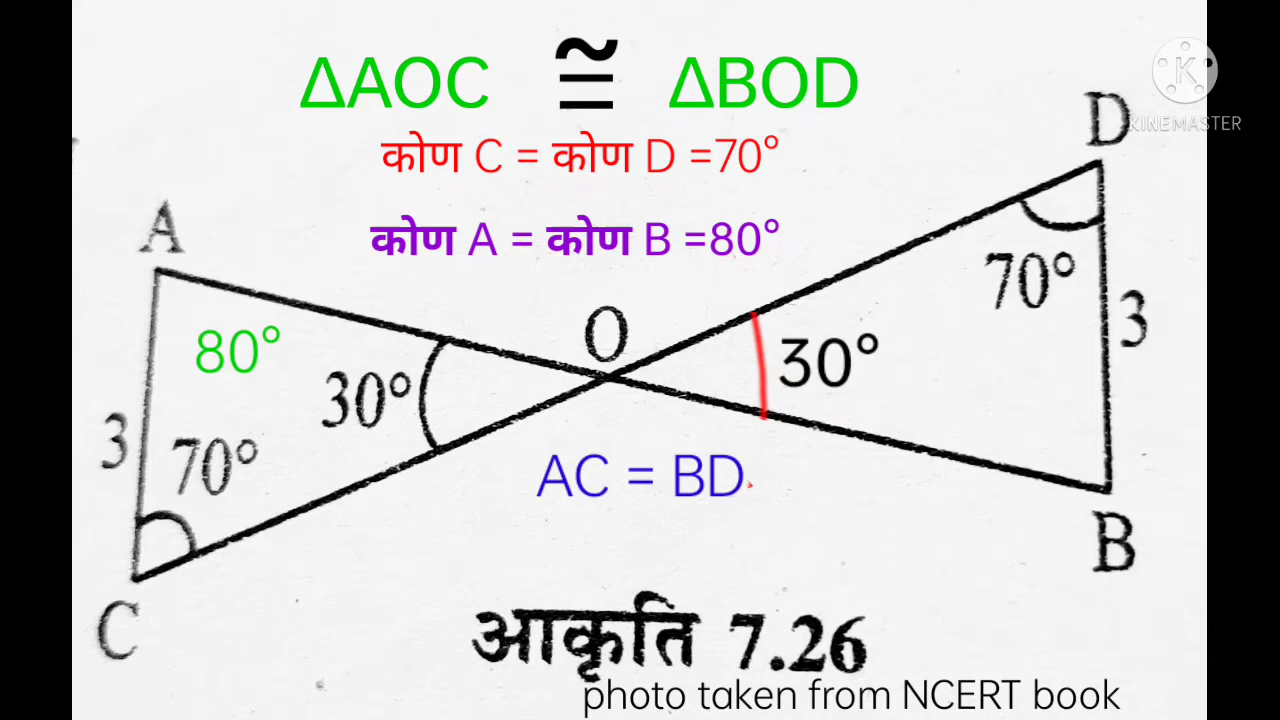 ΔAOC ≅ ΔBOD
K
KINEMASTER
D
कोण C = कोण D =70°
A
कोण A = कोण B =80°
70°
O
3
80°
30°
30°
3
70°
AC = BD
B
C
आकृति 7.26
photo taken from NCERT book